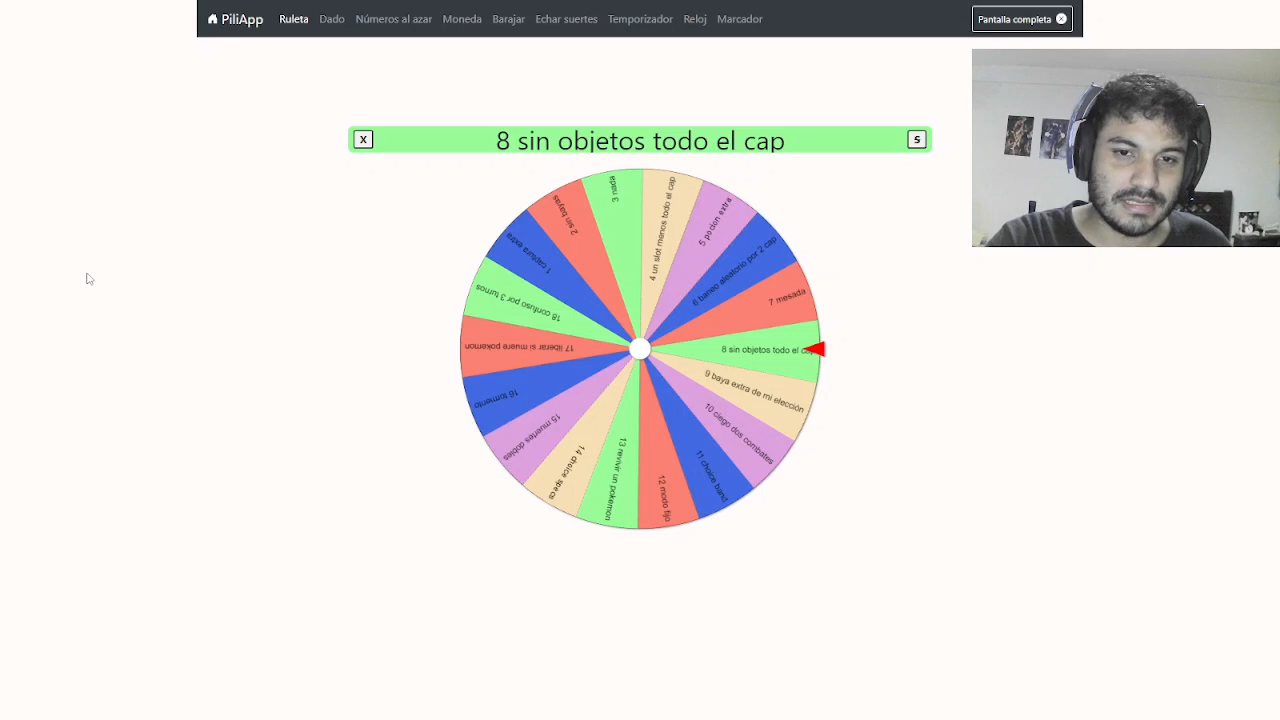 PiliApp Ruleta Dado Números al azar Moneda Barajar Echar suertes Temporizador Reloj Marcador Pantalla completa
X 8 sin objetos todo el cap S
1 captura extra
2 sin bayas
3 nada
4 un slot menos todo el cap
5 pocion extra
6 baneo aleatorio por 2 cap
7 mesada
8 sin objetos todo el cap
9 baya extra de mi elección
10 ciego dos combates
11 choice band
12 modo fijo
13 revivir un pokemon
14 choice specs
15 muertes dobles
16 tormento
17 liberar si muere pokemon
18 confuso por 3 turnos